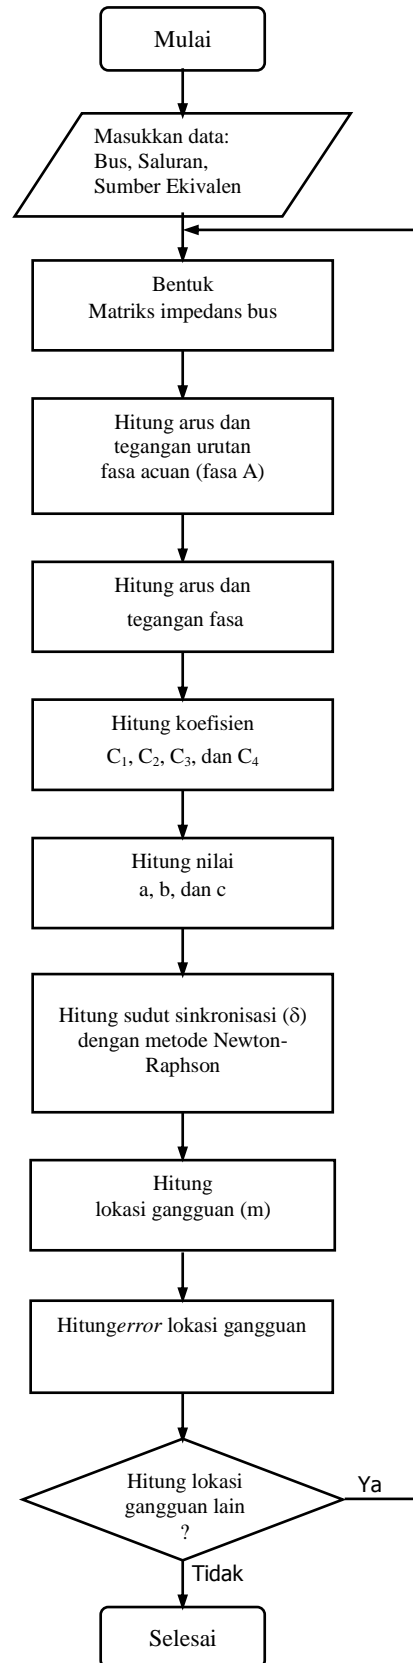 Mulai
Masukkan data:
Bus, Saluran,
Sumber Ekivalen
Bentuk
Matriks impedans bus
Hitung arus dan
tegangan urutan
fasa acuan (fasa A)
Hitung arus dan
tegangan fasa
Hitung koefisien
C₁, C₂, C₃, dan C₄
Hitung nilai
a, b, dan c
Hitung sudut sinkronisasi (δ)
dengan metode Newton-
Raphson
Hitung
lokasi gangguan (m)
Hitungerror lokasi gangguan
Hitung lokasi
gangguan lain
?
Ya
Tidak
Selesai